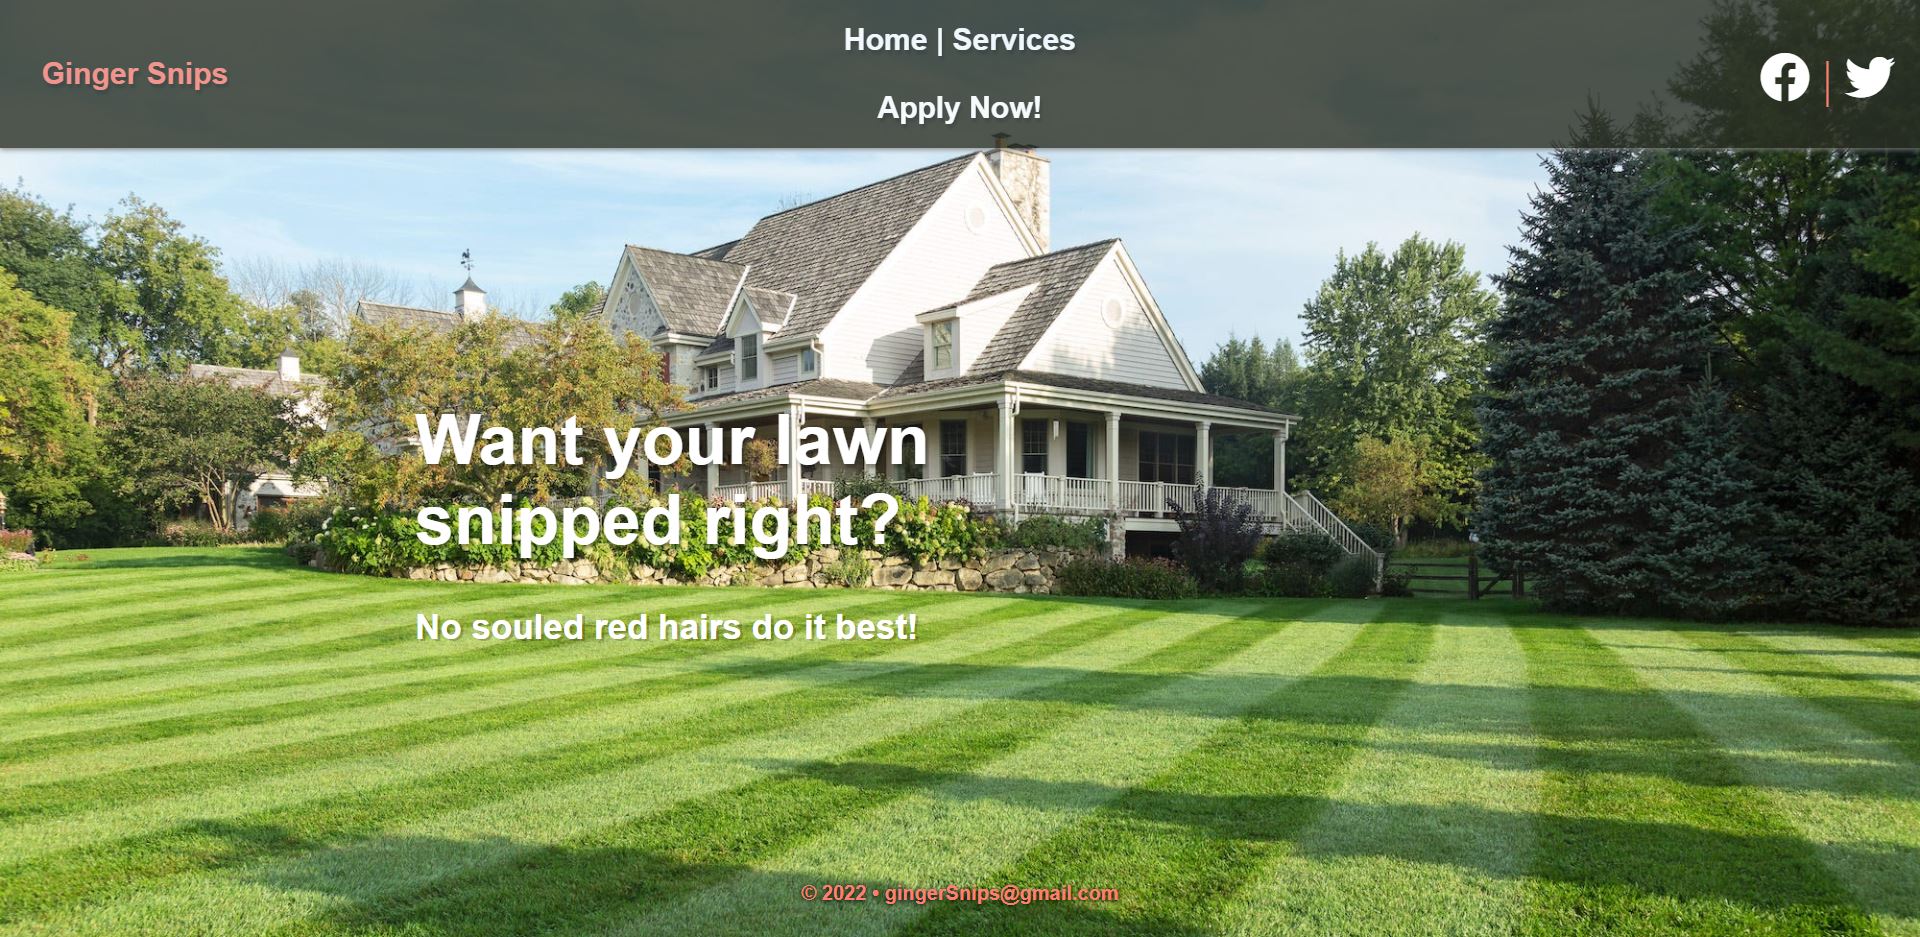 Home | Services
Ginger Snips
Apply Now!
Want your lawn
snipped right?
No souled red hairs do it best!
© 2022 • gingerSnips@gmail.com